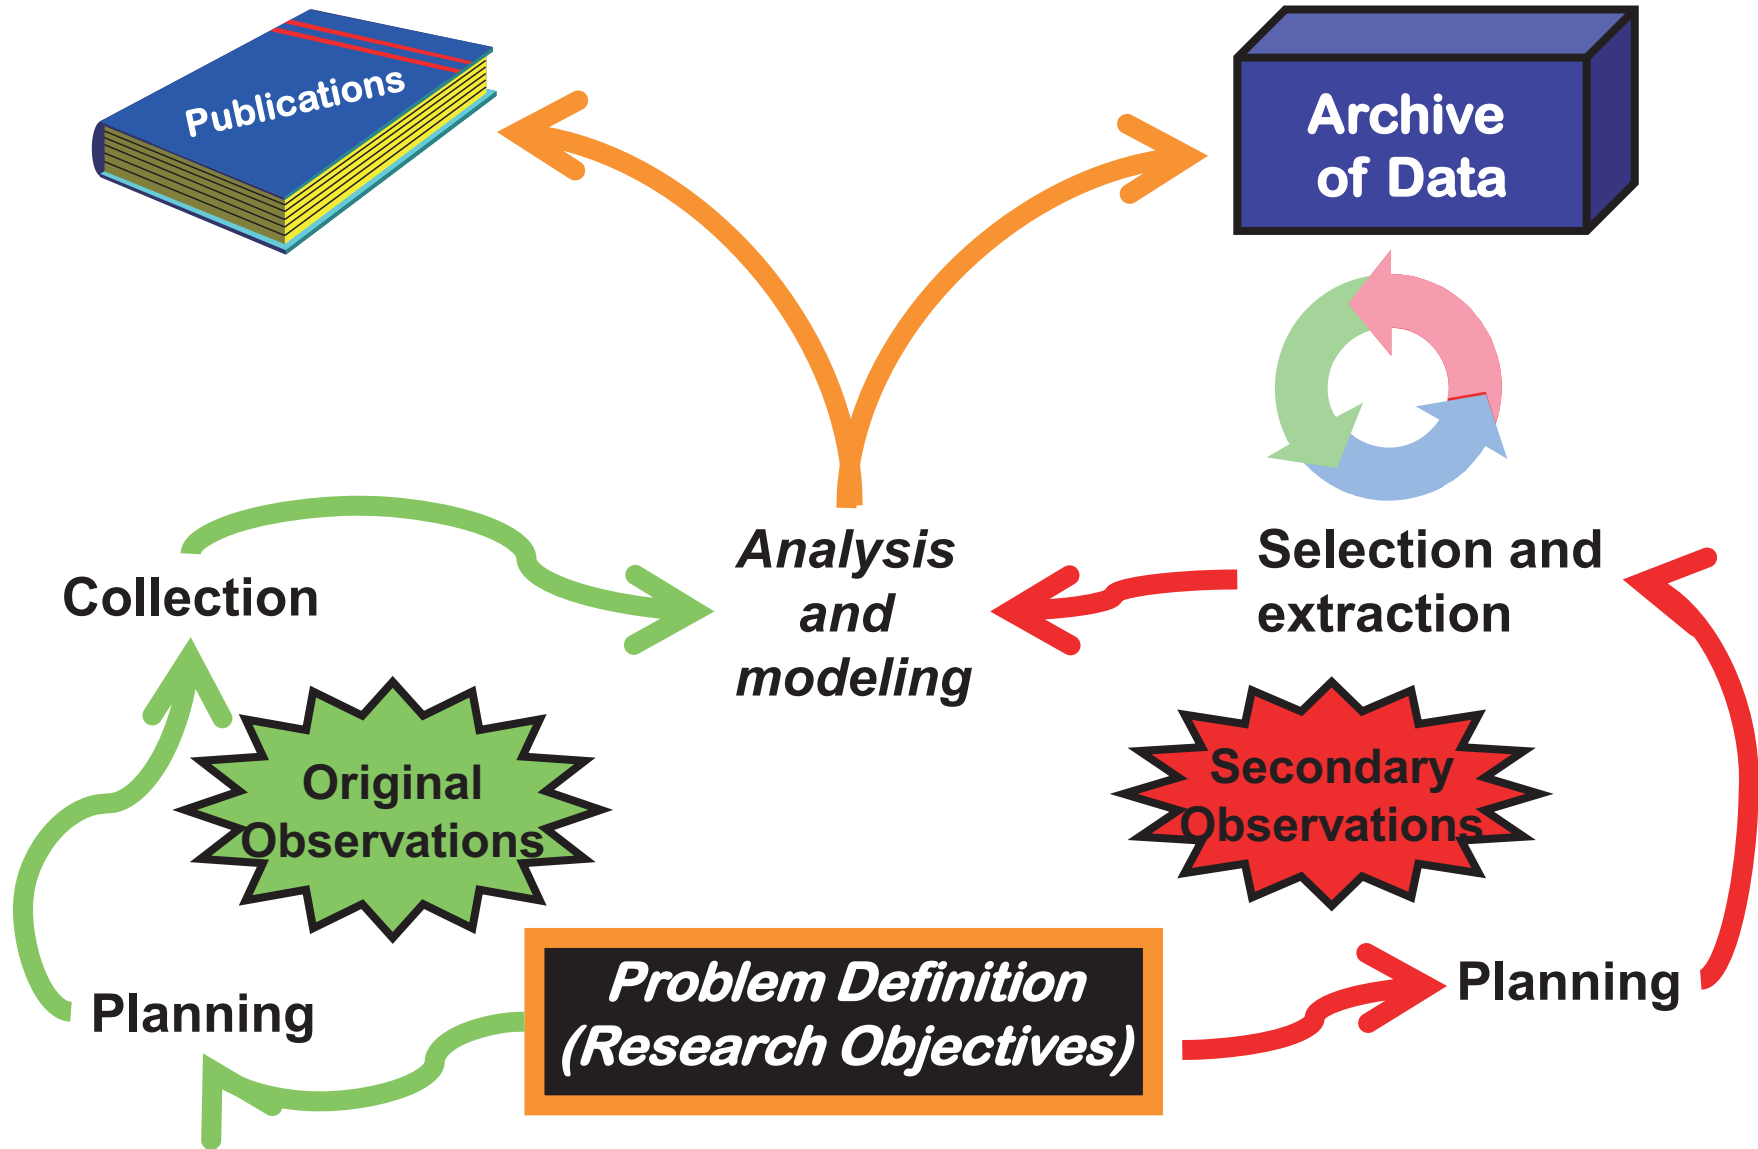 Publications
Archive
of Data
Collection
Analysis
and
modeling
Selection and
extraction
Original
Observations
Secondary
Observations
Planning
Problem Definition
(Research Objectives)
Planning